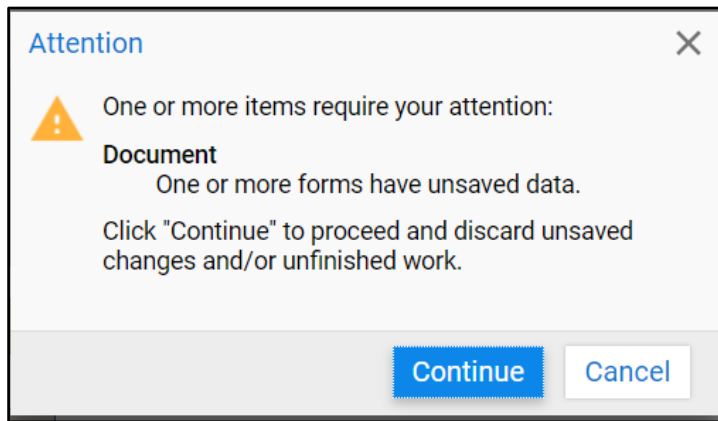 Attention
One or more items require your attention:
Document
One or more forms have unsaved data.
Click "Continue" to proceed and discard unsaved
changes and/or unfinished work.
Continue
Cancel